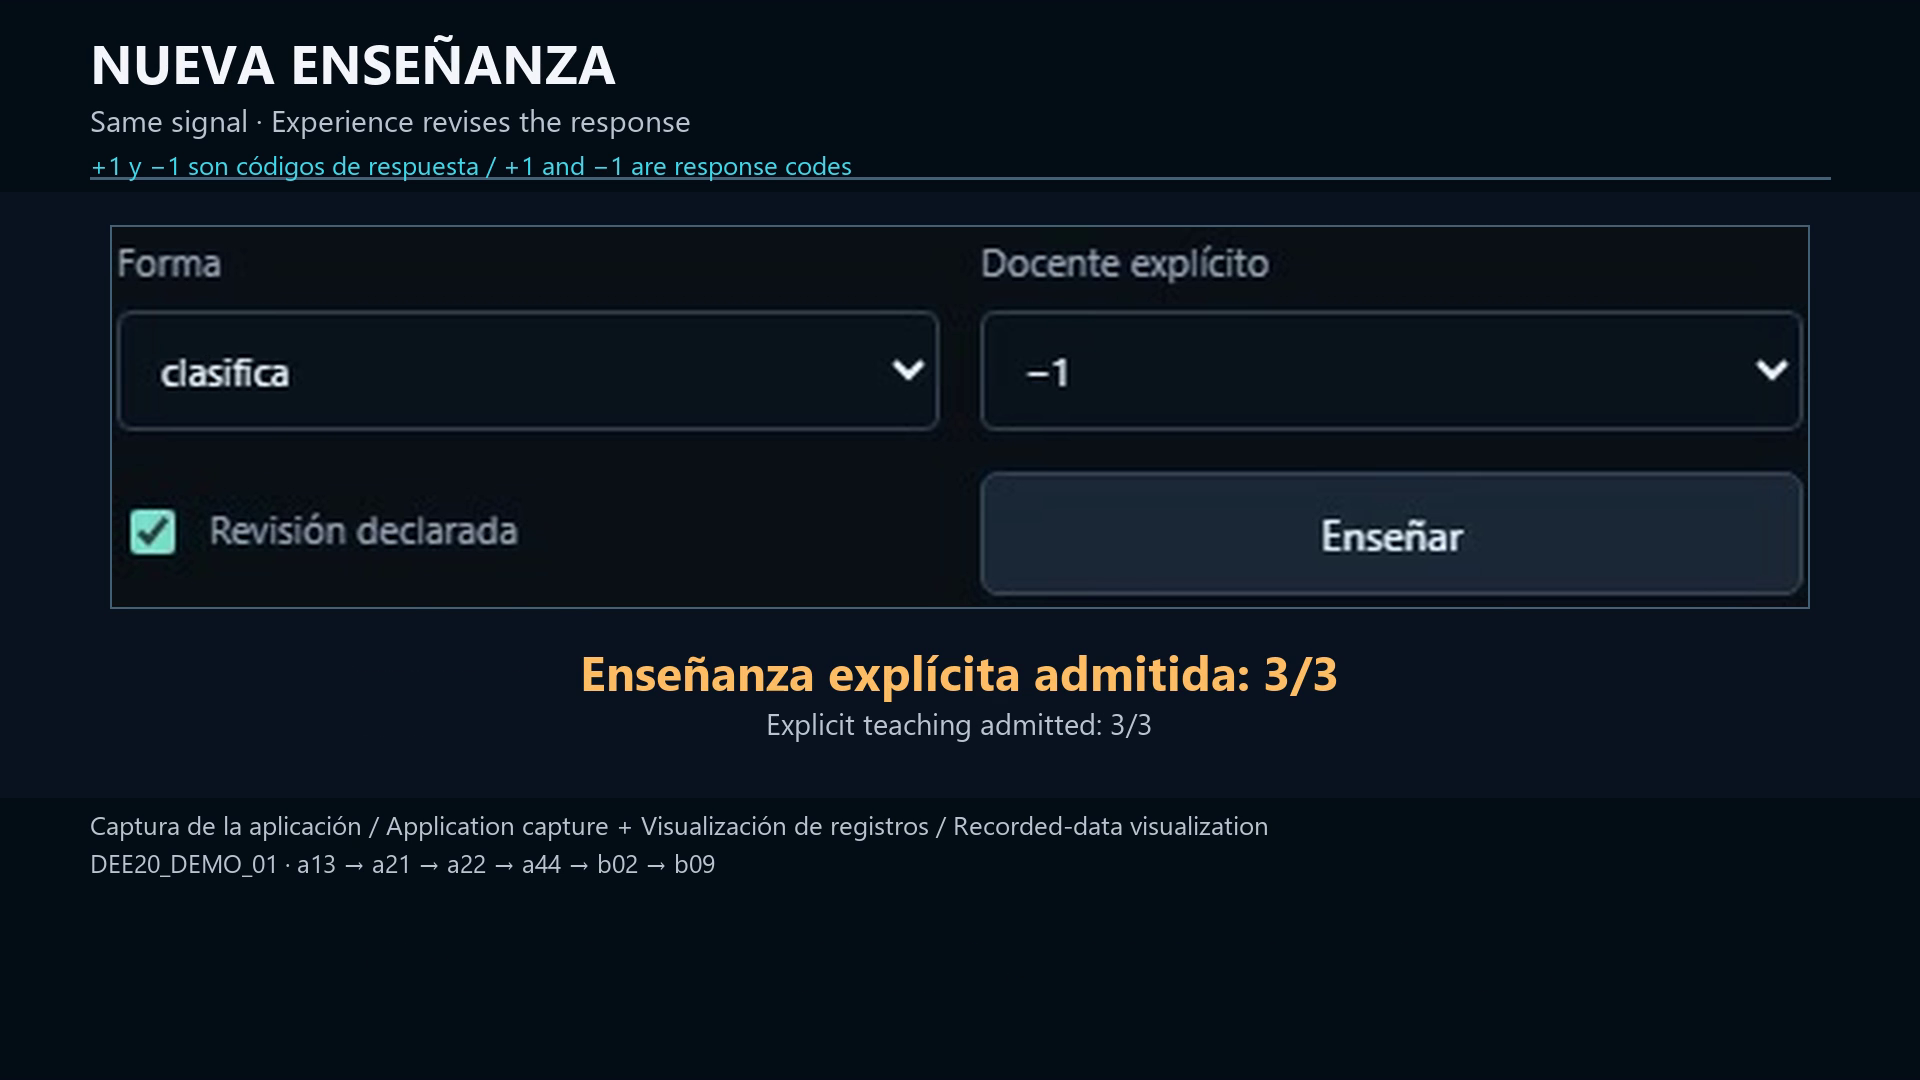 NUEVA ENSEÑANZA
Same signal · Experience revises the response
+1 y −1 son códigos de respuesta / +1 and −1 are response codes
Forma
Docente explícito
clasifica
−1
Revisión declarada
Enseñar
Enseñanza explícita admitida: 3/3
Explicit teaching admitted: 3/3
Captura de la aplicación / Application capture + Visualización de registros / Recorded-data visualization
DEE20_DEMO_01 · a13 → a21 → a22 → a44 → b02 → b09